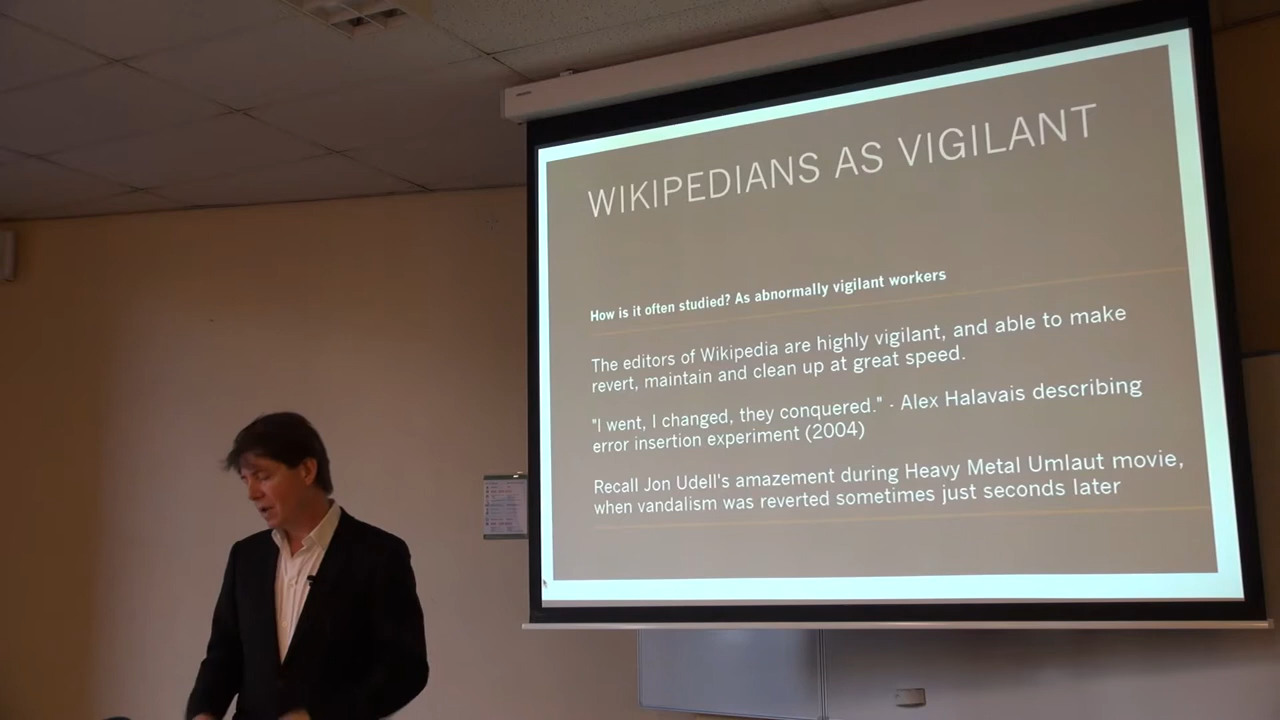 WIKIPEDIANS AS VIGILANT
How is it often studied? As abnormally vigilant workers
The editors of Wikipedia are highly vigilant, and able to make
revert, maintain and clean up at great speed.
"I went, I changed, they conquered." - Alex Halavais describing
error insertion experiment (2004)
Recall Jon Udell's amazement during Heavy Metal Umlaut movie,
when vandalism was reverted sometimes just seconds later